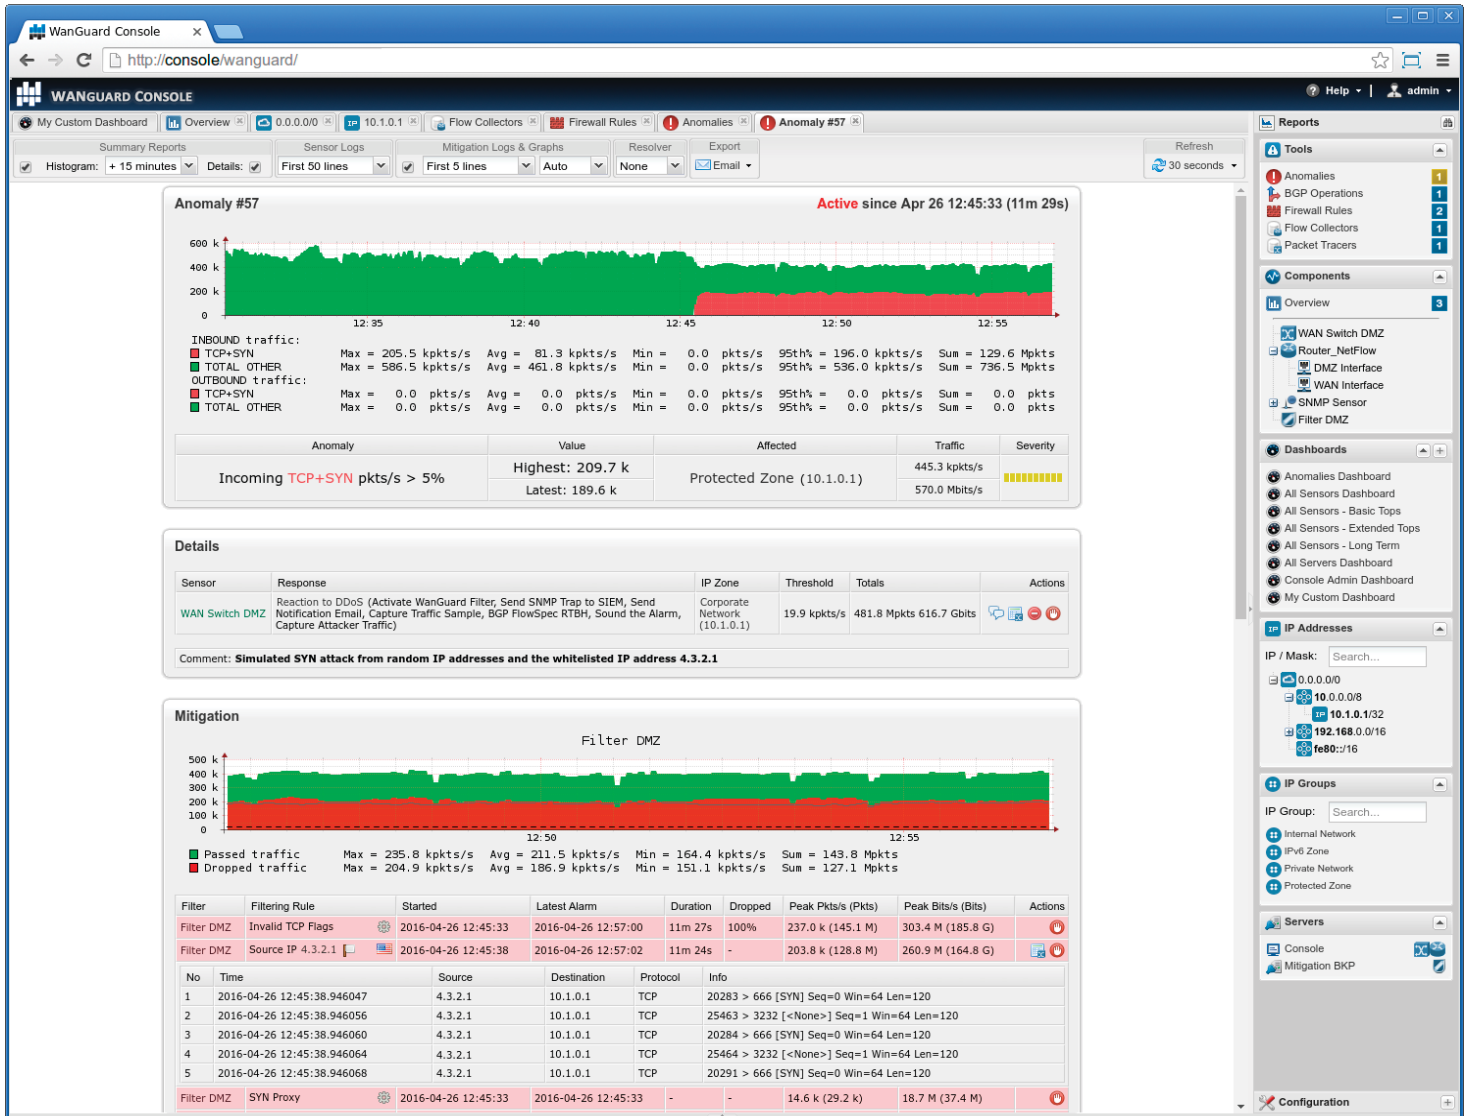 WanGuard Console
http://console/wanguard/
WANGUARD CONSOLE
Help
admin
My Custom Dashboard
Overview
0.0.0.0/0
IP 10.1.0.1
Flow Collectors
Firewall Rules
Anomalies
Anomaly #57
Summary Reports
Sensor Logs
Mitigation Logs & Graphs
Resolver
Export
Refresh
Histogram: + 15 minutes Details:
First 50 lines
First 5 lines
Auto
None
Email
30 seconds
Anomaly #57
Active since Apr 26 12:45:33 (11m 29s)
600 k
400 k
200 k
0
12:35 12:40 12:45 12:50 12:55
INBOUND traffic:
TCP+SYN Max = 205.5 kpkts/s Avg = 81.3 kpkts/s Min = 0.0 pkts/s 95th% = 196.0 kpkts/s Sum = 129.6 Mpkts
TOTAL OTHER Max = 586.5 kpkts/s Avg = 461.8 kpkts/s Min = 0.0 pkts/s 95th% = 536.0 kpkts/s Sum = 736.5 Mpkts
OUTBOUND traffic:
TCP+SYN Max = 0.0 pkts/s Avg = 0.0 pkts/s Min = 0.0 pkts/s 95th% = 0.0 pkts/s Sum = 0.0 pkts
TOTAL OTHER Max = 0.0 pkts/s Avg = 0.0 pkts/s Min = 0.0 pkts/s 95th% = 0.0 pkts/s Sum = 0.0 pkts
Anomaly Value Affected Traffic Severity
Incoming TCP+SYN pkts/s > 5%
Highest: 209.7 k
Latest: 189.6 k
Protected Zone (10.1.0.1)
445.3 kpkts/s
570.0 Mbits/s
Details
Sensor Response IP Zone Threshold Totals Actions
WAN Switch DMZ
Reaction to DDoS (Activate WanGuard Filter, Send SNMP Trap to SIEM, Send
Notification Email, Capture Traffic Sample, BGP FlowSpec RTBH, Sound the Alarm,
Capture Attacker Traffic)
Corporate
Network
(10.1.0.1)
19.9 kpkts/s
481.8 Mpkts 616.7 Gbits
Comment: Simulated SYN attack from random IP addresses and the whitelisted IP address 4.3.2.1
Mitigation
Filter DMZ
500 k
400 k
300 k
200 k
100 k
0
12:50 12:55
Passed traffic Max = 235.8 kpkts/s Avg = 211.5 kpkts/s Min = 164.4 kpkts/s Sum = 143.8 Mpkts
Dropped traffic Max = 204.9 kpkts/s Avg = 186.9 kpkts/s Min = 151.1 kpkts/s Sum = 127.1 Mpkts
Filter Filtering Rule Started Latest Alarm Duration Dropped Peak Pkts/s (Pkts) Peak Bits/s (Bits) Actions
Filter DMZ Invalid TCP Flags 2016-04-26 12:45:33 2016-04-26 12:57:00 11m 27s 100% 237.0 k (145.1 M) 303.4 M (185.8 G)
Filter DMZ Source IP 4.3.2.1 2016-04-26 12:45:38 2016-04-26 12:57:02 11m 24s - 203.8 k (128.8 M) 260.9 M (164.8 G)
No Time Source Destination Protocol Info
1 2016-04-26 12:45:38.946047 4.3.2.1 10.1.0.1 TCP 20283 > 666 [SYN] Seq=0 Win=64 Len=120
2 2016-04-26 12:45:38.946056 4.3.2.1 10.1.0.1 TCP 25463 > 3232 [<None>] Seq=1 Win=64 Len=120
3 2016-04-26 12:45:38.946060 4.3.2.1 10.1.0.1 TCP 20284 > 666 [SYN] Seq=0 Win=64 Len=120
4 2016-04-26 12:45:38.946064 4.3.2.1 10.1.0.1 TCP 25464 > 3232 [<None>] Seq=1 Win=64 Len=120
5 2016-04-26 12:45:38.946068 4.3.2.1 10.1.0.1 TCP 20291 > 666 [SYN] Seq=0 Win=64 Len=120
Filter DMZ SYN Proxy 2016-04-26 12:45:33 2016-04-26 12:45:33 - - 14.6 k (29.2 k) 18.7 M (37.4 M)
Reports
Tools
Anomalies 1
BGP Operations 1
Firewall Rules 2
Flow Collectors 1
Packet Tracers 1
Components
Overview 3
WAN Switch DMZ
Router_NetFlow
DMZ Interface
WAN Interface
SNMP Sensor
Filter DMZ
Dashboards
Anomalies Dashboard
All Sensors Dashboard
All Sensors - Basic Tops
All Sensors - Extended Tops
All Sensors - Long Term
All Servers Dashboard
Console Admin Dashboard
My Custom Dashboard
IP IP Addresses
IP / Mask: Search...
0.0.0.0/0
10.0.0.0/8
IP 10.1.0.1/32
192.168.0.0/16
fe80::/16
IP Groups
IP Group: Search...
Internal Network
IPv6 Zone
Private Network
Protected Zone
Servers
Console
Mitigation BKP
Configuration